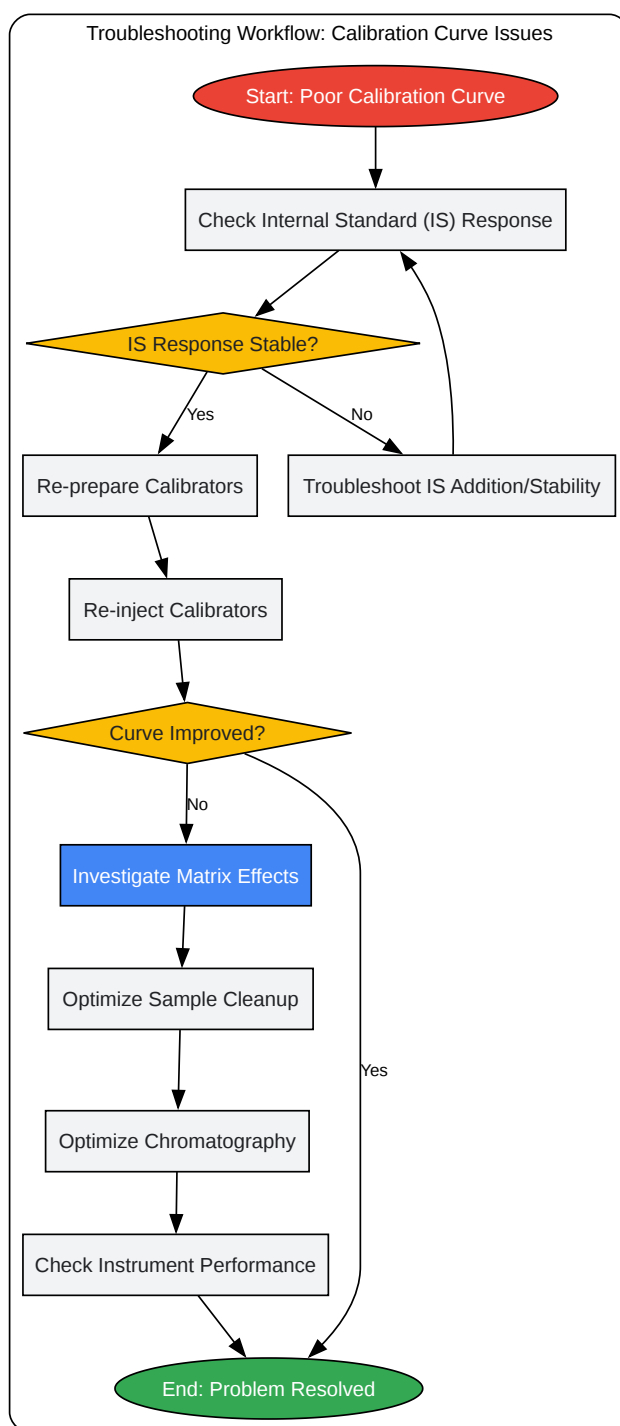 Troubleshooting Workflow: Calibration Curve Issues
Start: Poor Calibration Curve
Check Internal Standard (IS) Response
IS Response Stable?
Yes
No
Re-prepare Calibrators
Troubleshoot IS Addition/Stability
Re-inject Calibrators
Curve Improved?
No
Investigate Matrix Effects
Optimize Sample Cleanup
Yes
Optimize Chromatography
Check Instrument Performance
End: Problem Resolved